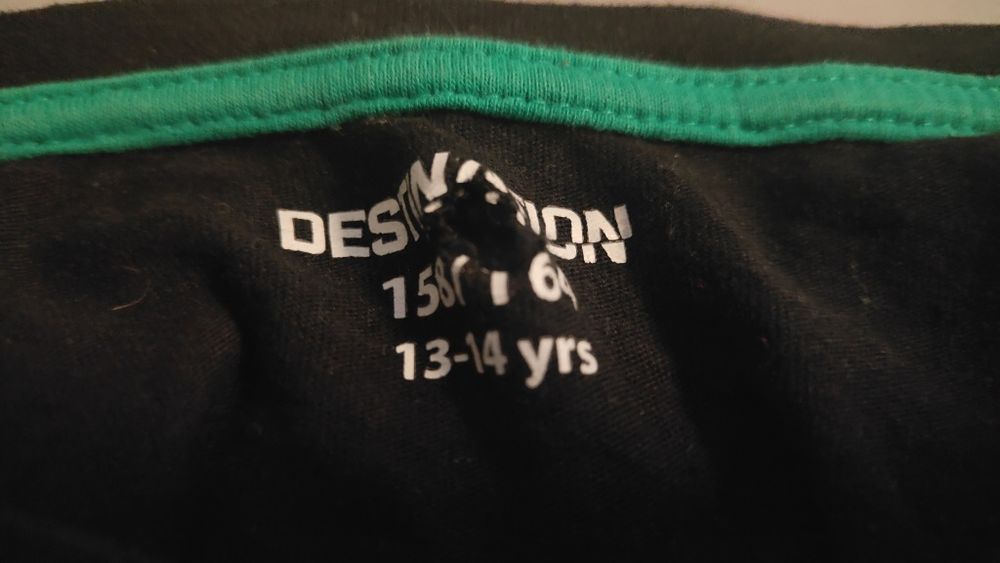 DESTINATION
13-14 yrs